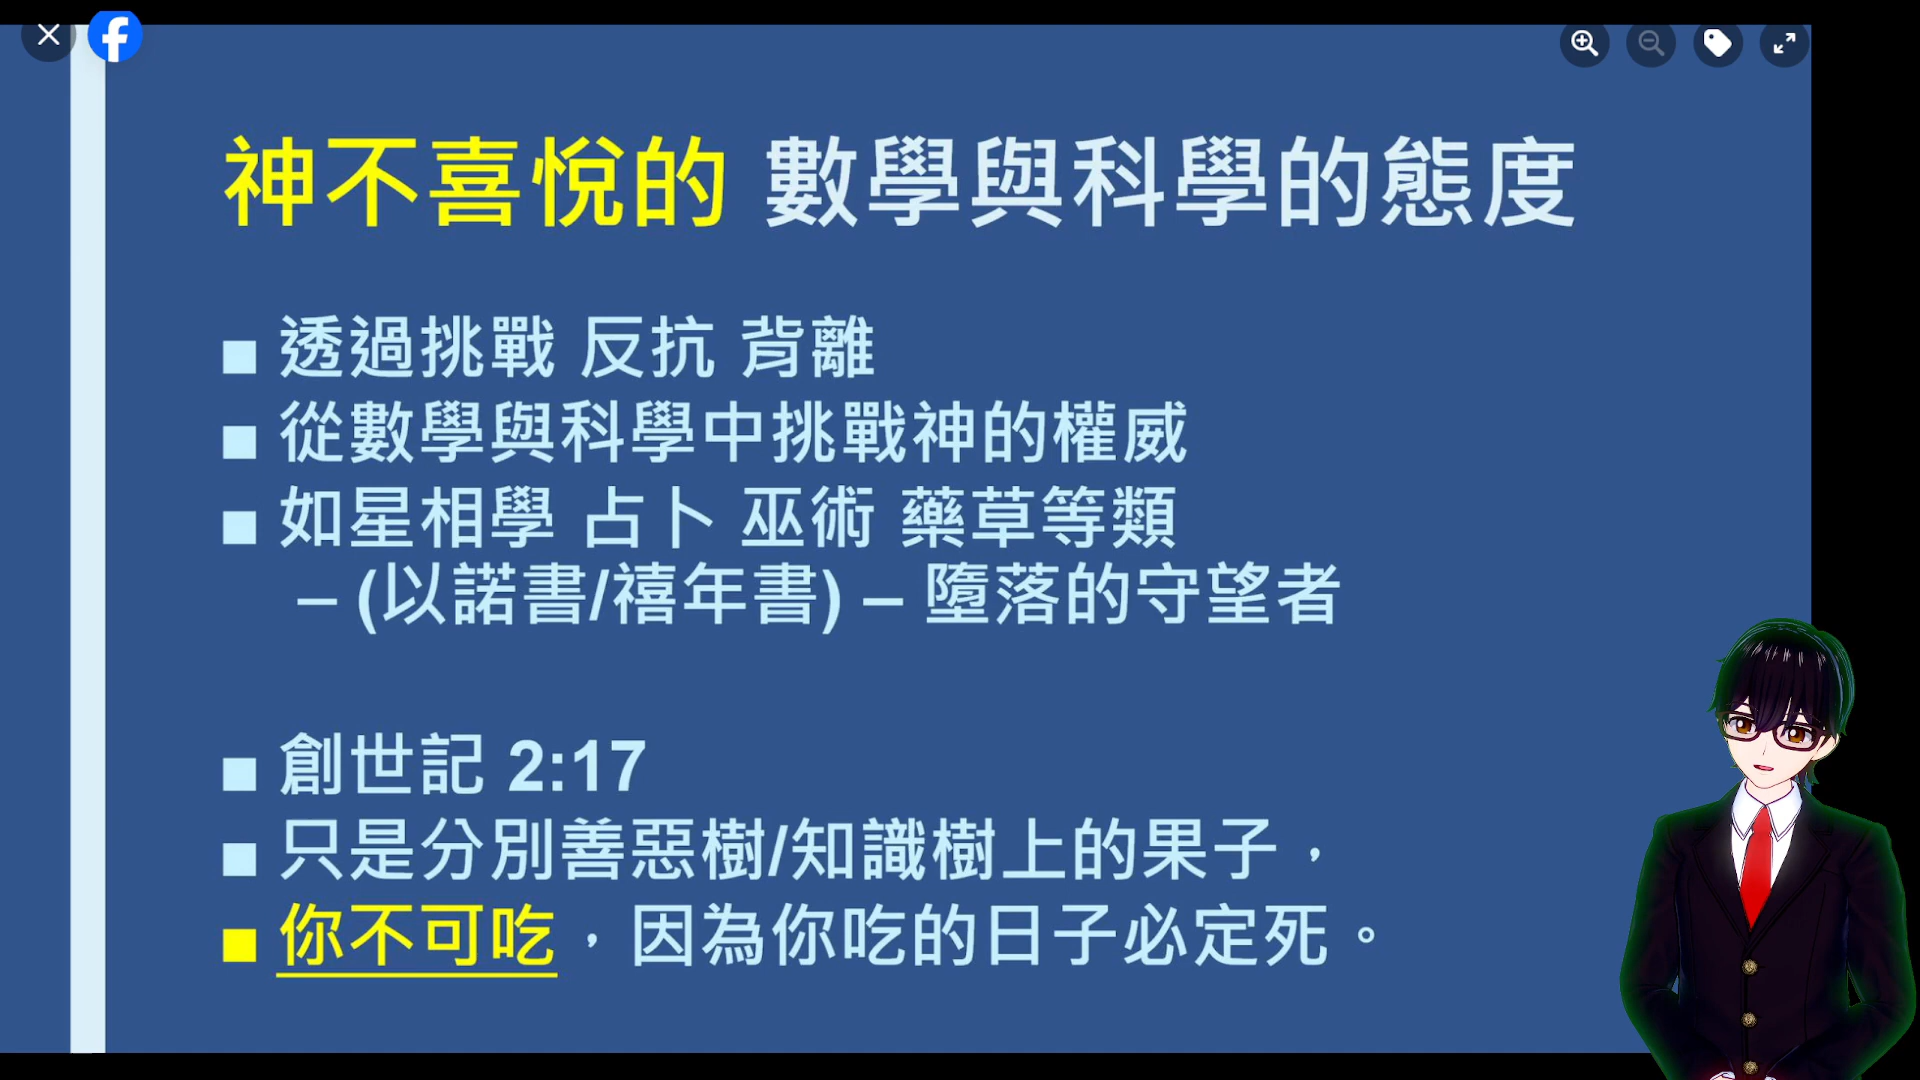 神不喜悅的 數學與科學的態度
透過挑戰 反抗 背離
從數學與科學中挑戰神的權威
如星相學 占卜 巫術 藥草等類
– (以諾書/禧年書) – 墮落的守望者
創世記 2:17
只是分別善惡樹/知識樹上的果子，
你不可吃，因為你吃的日子必定死。